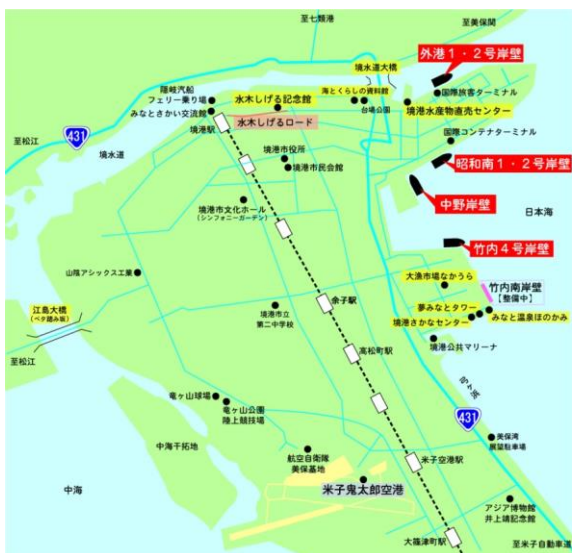 至七類港
至美保関
外港1・2号岸壁
境水道大橋
隠岐汽船
フェリー乗り場
みなとさかい交流館
境港駅
水木しげる記念館
水木しげるロード
海とくらしの資料館
台場公園
国際旅客ターミナル
境港水産物直売センター
至松江
431
境水道
国際コンテナターミナル
昭和南1・2岸壁
境港市役所
境港市民会館
中野岸壁
境港市文化ホール
(シンフォニーガーデン)
日本海
竹内4号岸壁
山陰アシックス工業
大漁市場なかうら
竹内南岸壁
【整備中】
江島大橋
(ベタ踏み坂)
余子駅
夢みなとタワー
境港市立
第二中学校
境港さかなセンター
みなと温泉ほのかみ
至松江
高松町駅
境港公共マリーナ
弓ヶ浜
竜ヶ山球場
竜ヶ山公園
陸上競技場
431
中海干拓地
航空自衛隊
美保基地
美保湾
展望駐車場
米子空港駅
中海
米子鬼太郎空港
アジア博物館
井上靖記念館
大篠津町駅
至米子自動車道